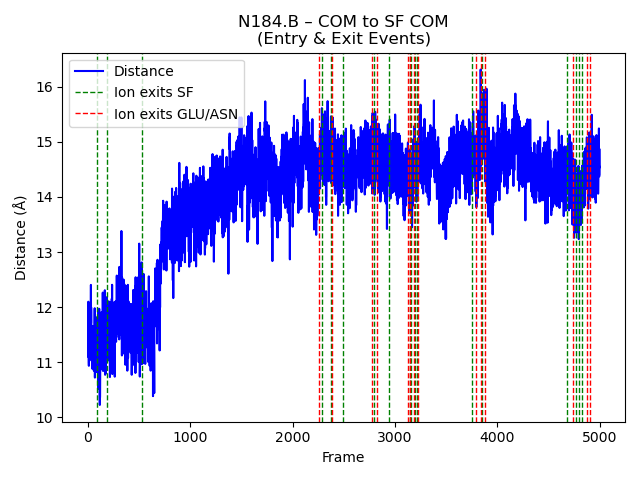 N184.B – COM to SF COM
(Entry & Exit Events)
Distance
Ion exits SF
Ion exits GLU/ASN
Distance (Å)
16
15
14
13
12
11
10
0
1000
2000
3000
4000
5000
Frame